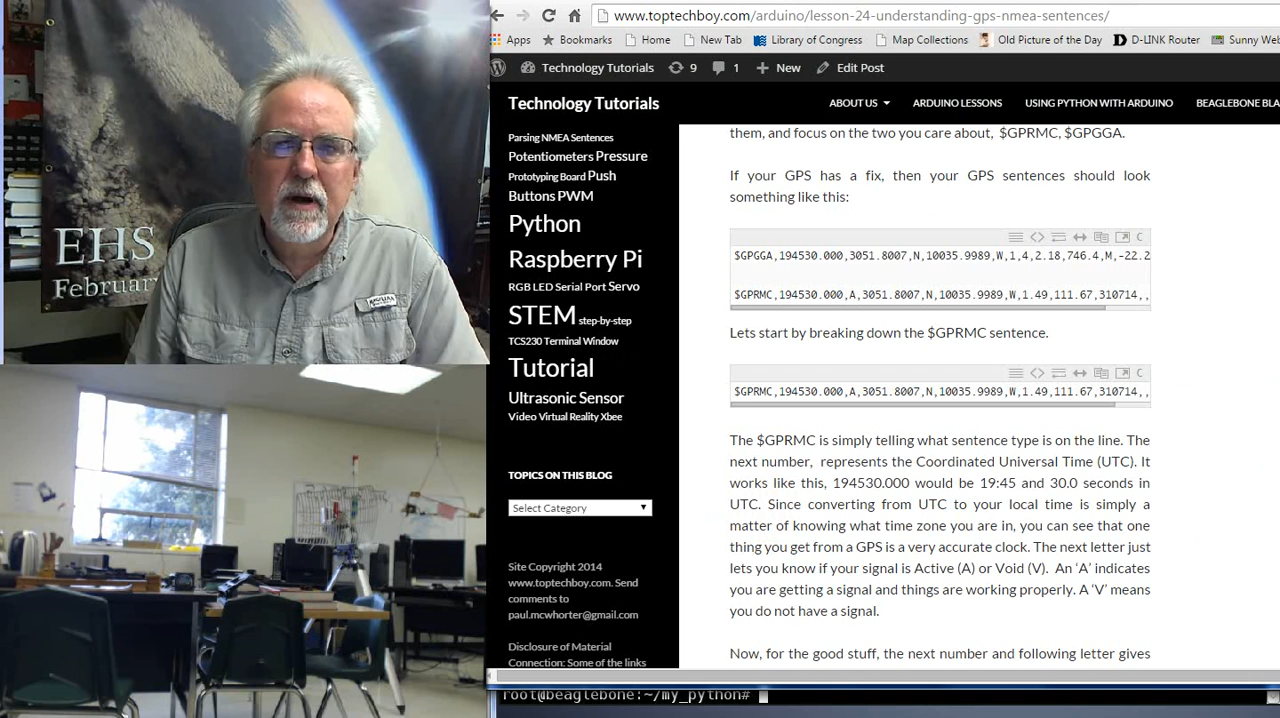 EHS
February
www.toptechboy.com/arduino/lesson-24-understanding-gps-nmea-sentences/
Apps Bookmarks Home New Tab Library of Congress Map Collections Old Picture of the Day D-LINK Router Sunny Web
Technology Tutorials 9 1 New Edit Post
Technology Tutorials ABOUT US ARDUINO LESSONS USING PYTHON WITH ARDUINO BEAGLEBONE BLA
Parsing NMEA Sentences
Potentiometers Pressure
Prototyping Board Push
Buttons PWM
Python
Raspberry Pi
RGB LED Serial Port Servo
STEM step-by-step
TCS230 Terminal Window
Tutorial
Ultrasonic Sensor
Video Virtual Reality Xbee
TOPICS ON THIS BLOG
Select Category
Site Copyright 2014
www.toptechboy.com. Send
comments to
paul.mcwhorter@gmail.com
Disclosure of Material
Connection: Some of the links
them, and focus on the two you care about, $GPRMC, $GPGGA.
If your GPS has a fix, then your GPS sentences should look
something like this:
$GPGGA,194530.000,3051.8007,N,10035.9989,W,1,4,2.18,746.4,M,-22.2
$GPRMC,194530.000,A,3051.8007,N,10035.9989,W,1.49,111.67,310714,,
Lets start by breaking down the $GPRMC sentence.
$GPRMC,194530.000,A,3051.8007,N,10035.9989,W,1.49,111.67,310714,,
The $GPRMC is simply telling what sentence type is on the line. The
next number, represents the Coordinated Universal Time (UTC). It
works like this, 194530.000 would be 19:45 and 30.0 seconds in
UTC. Since converting from UTC to your local time is simply a
matter of knowing what time zone you are in, you can see that one
thing you get from a GPS is a very accurate clock. The next letter just
lets you know if your signal is Active (A) or Void (V). An ‘A’ indicates
you are getting a signal and things are working properly. A ‘V’ means
you do not have a signal.
Now, for the good stuff, the next number and following letter gives
root@beaglebone:~/my_python#